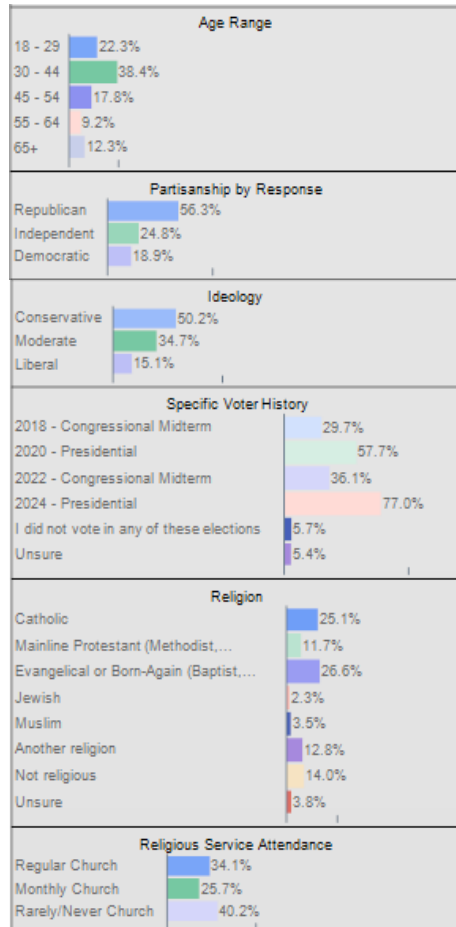 Age Range
18 - 29 22.3%
30 - 44 38.4%
45 - 54 17.8%
55 - 64 9.2%
65+ 12.3%
Partisanship by Response
Republican 56.3%
Independent 24.8%
Democratic 18.9%
Ideology
Conservative 50.2%
Moderate 34.7%
Liberal 15.1%
Specific Voter History
2018 - Congressional Midterm 29.7%
2020 - Presidential 57.7%
2022 - Congressional Midterm 36.1%
2024 - Presidential 77.0%
I did not vote in any of these elections 5.7%
Unsure 5.4%
Religion
Catholic 25.1%
Mainline Protestant (Methodist,... 11.7%
Evangelical or Born-Again (Baptist,... 26.6%
Jewish 2.3%
Muslim 3.5%
Another religion 12.8%
Not religious 14.0%
Unsure 3.8%
Religious Service Attendance
Regular Church 34.1%
Monthly Church 25.7%
Rarely/Never Church 40.2%